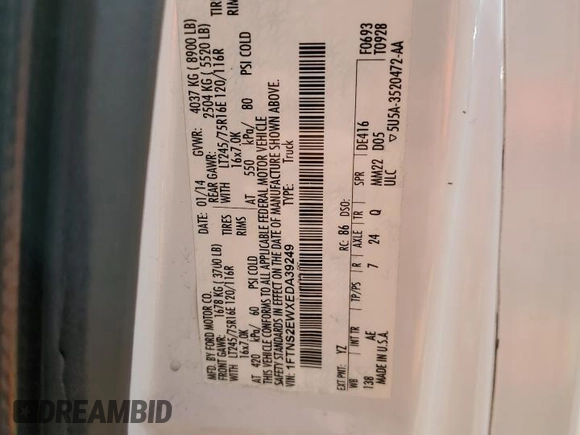 MFD. BY FORD MOTOR CO.
DATE: 01/14 GVWR: 4037 KG ( 8900 LB)
FRONT GAWR: 1678 KG ( 3700 LB) REAR GAWR: 2504 KG ( 5520 LB)
WITH LT245/75R16E 120/116R TIRES WITH LT245/75R16E 120/116R TIRES
16x7.0K RIMS 16x7.0K RIMS
AT 420 kPa/ 60 PSI COLD AT 550 kPa/ 80 PSI COLD
THIS VEHICLE CONFORMS TO ALL APPLICABLE FEDERAL MOTOR VEHICLE
SAFETY STANDARDS IN EFFECT ON THE DATE OF MANUFACTURE SHOWN ABOVE.
VIN: 1FTNS2EWXEDA39249 TYPE: Truck
F0693
T0928
EXT PNT: YZ RC: 86 DSO:
WB INT TR TP/PS R AXLE TR SPR DE416
138 AE 7 24 Q MM22 D05
MADE IN U.S.A. ULC
5U5A-3520472-AA
DREAMBID